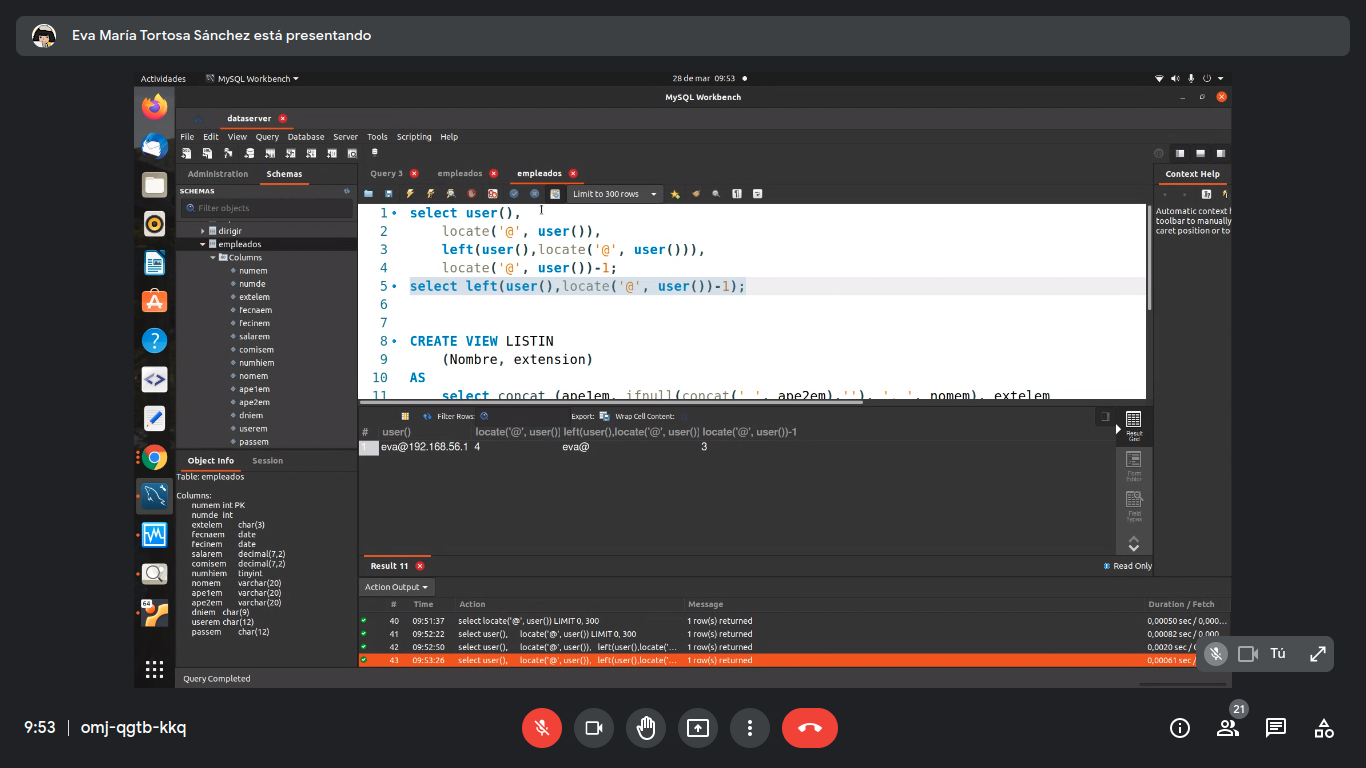 Eva María Tortosa Sánchez está presentando
Actividades MySQL Workbench 28 de mar 09:53
MySQL Workbench
dataserver
File Edit View Query Database Server Tools Scripting Help
Administration Schemas
SCHEMAS
Filter objects
dirigir
empleados
Columns
numem
numde
extelem
fecnaem
fecinem
salarem
comisem
numhiem
nomem
ape1em
ape2em
dniem
userem
passem
Object Info Session
Table: empleados
Columns:
numem int PK
numde int
extelem char(3)
fecnaem date
fecinem date
salarem decimal(7,2)
comisem decimal(7,2)
numhiem tinyint
nomem varchar(20)
ape1em varchar(20)
ape2em varchar(20)
dniem char(9)
userem char(12)
passem char(12)
Query 3 empleados empleados
Limit to 300 rows
1 select user(),
2 locate('@', user()),
3 left(user(),locate('@', user())),
4 locate('@', user())-1;
5 select left(user(),locate('@', user())-1);
6
7
8 CREATE VIEW LISTIN
9 (Nombre, extension)
10 AS
11 select concat (ape1em, ifnull(concat(' ', ape2em),''), ', ', nomem), extelem
Filter Rows: Export: Wrap Cell Content:
# user() locate('@', user()) left(user(),locate('@', user()) locate('@', user())-1
1 eva@192.168.56.1 4 eva@ 3
Result Grid
Form Editor
Field Types
Result 11 Read Only
Context Help
Automatic context h
toolbar to manually
caret position or to
Action Output
# Time Action Message Duration / Fetch
40 09:51:37 select locate('@', user()) LIMIT 0, 300 1 row(s) returned 0,00050 sec / 0,000...
41 09:52:22 select user(), locate('@', user()) LIMIT 0, 300 1 row(s) returned 0,00082 sec / 0,000
42 09:52:50 select user(), locate('@', user()), left(user(),locate('... 1 row(s) returned 0,0020 sec /
43 09:53:26 select user(), locate('@', user()), left(user(),locate('... 1 row(s) returned 0,00061 sec /
Query Completed
64
Tú
9:53 | omj-qgtb-kkq
21